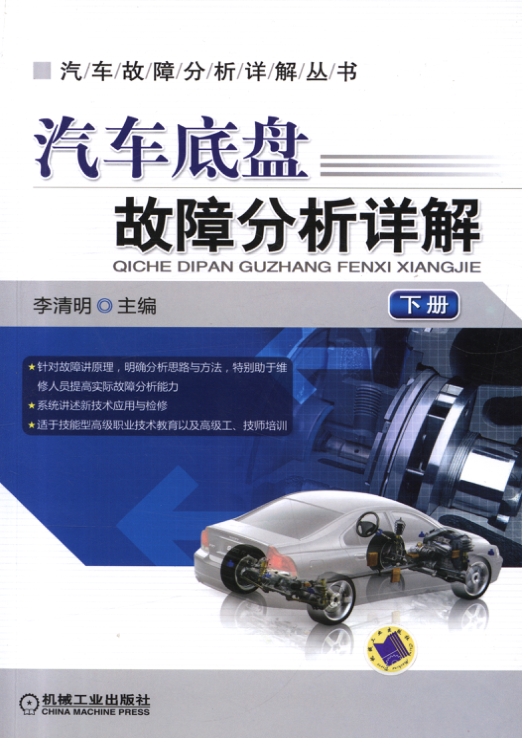 汽/车/故/障/分/析/详/解/丛/书
汽车底盘
故障分析详解
QICHE DIPAN GUZHANG FENXI XIANGJIE
李清明◎主编
下册
★针对故障讲原理，明确分析思路与方法，特别助于维
修人员提高实际故障分析能力
★系统讲述新技术应用与检修
★适于技能型高级职业技术教育以及高级工、技师培训
机械工业出版社
CHINA MACHINE PRESS